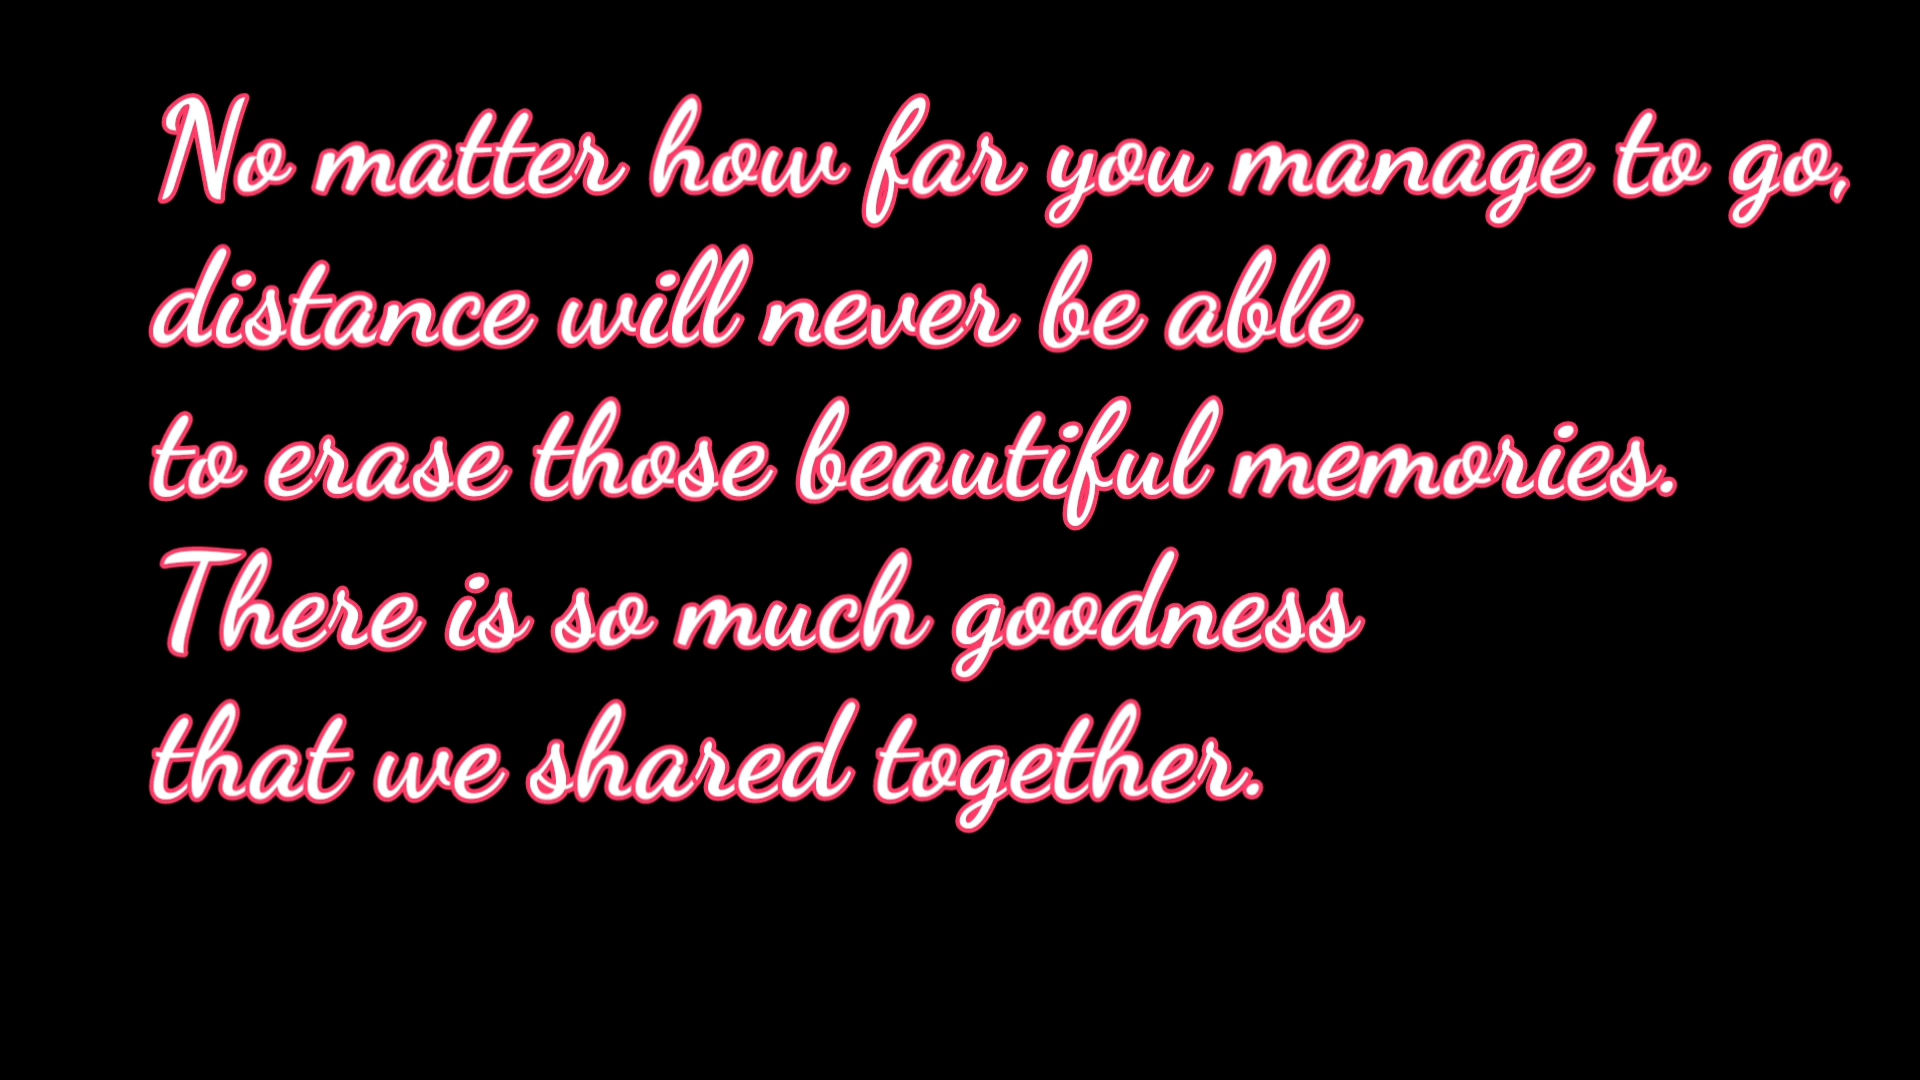 No matter how far you manage to go,
distance will never be able
to erase those beautiful memories.
There is so much goodness
that we shared together.